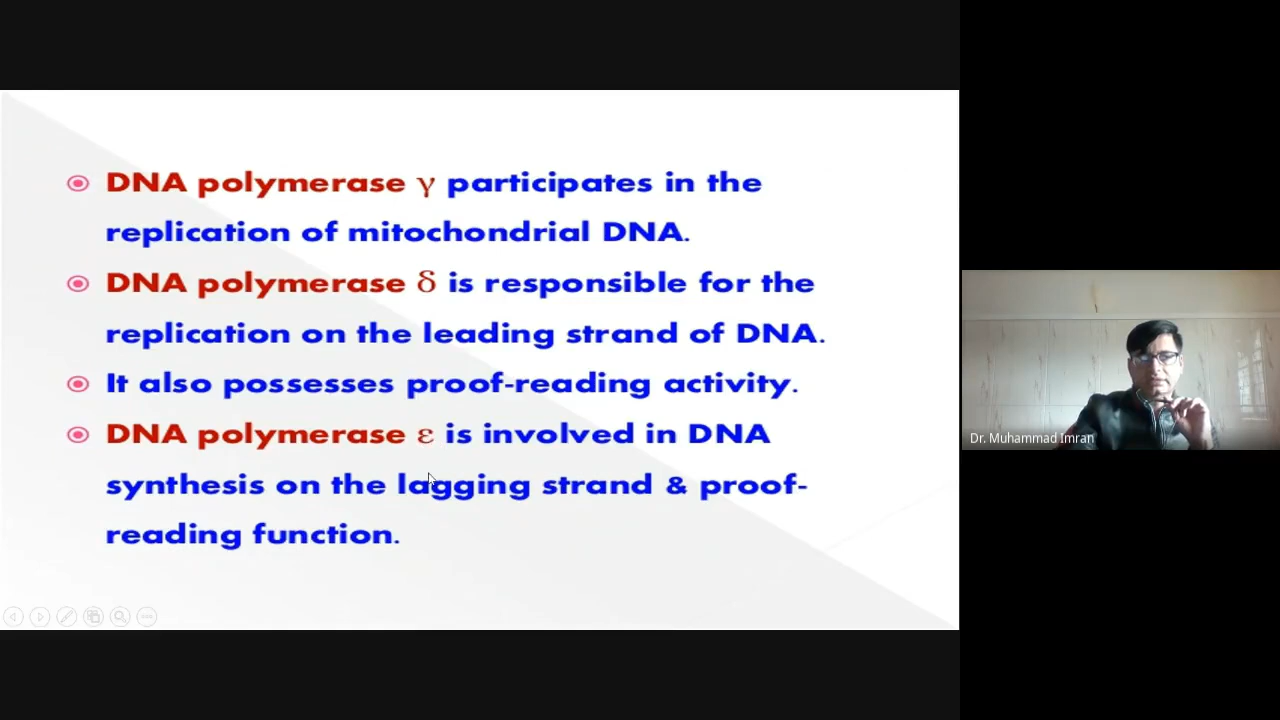 DNA polymerase γ participates in the
replication of mitochondrial DNA.
DNA polymerase δ is responsible for the
replication on the leading strand of DNA.
It also possesses proof-reading activity.
DNA polymerase ε is involved in DNA
synthesis on the lagging strand & proof-
reading function.
Dr. Muhammad Imran